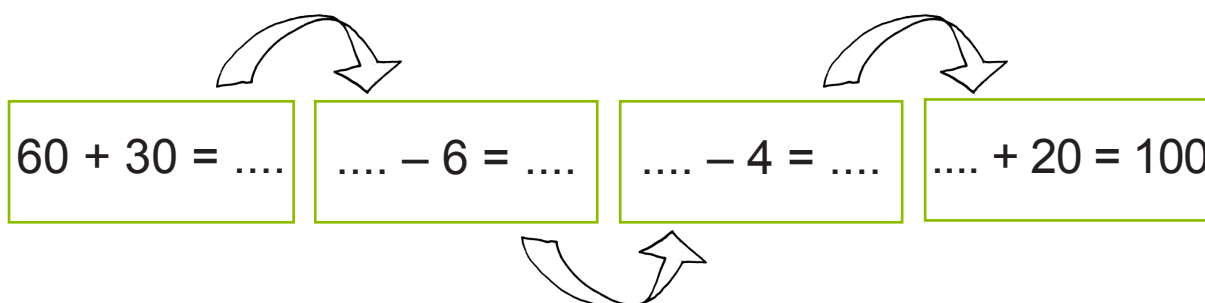 60 + 30 = ....
.... – 6 = ....
.... – 4 = ....
.... + 20 = 100